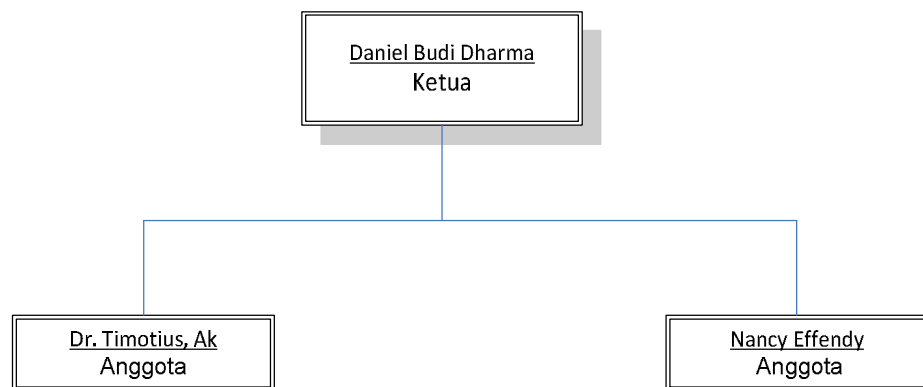 Daniel Budi Dharma
Ketua
Dr. Timotius, Ak
Anggota
Nancy Effendy
Anggota